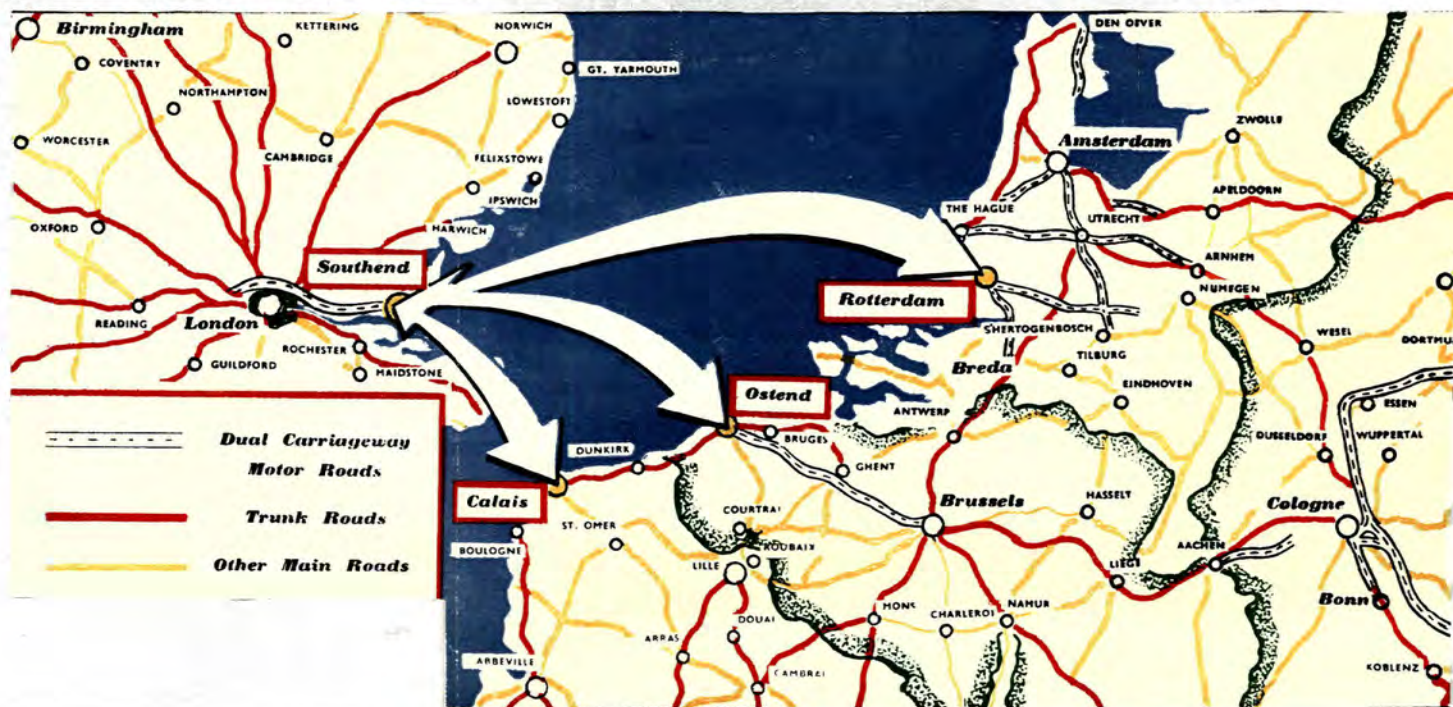 Birmingham
KETTERING
NORWICH
COVENTRY
GT. YARMOUTH
NORTHAMPTON
LOWESTOFT
WORCESTER
CAMBRIDGE
FELIXSTOWE
IPSWICH
OXFORD
HARWICH
Southend
READING
London
ROCHESTER
GUILDFORD
MAIDSTONE
DEN OEVER
ZWOLLE
Amsterdam
APELDOORN
THE HAGUE
UTRECHT
ARNHEM
Rotterdam
NIJMEGEN
S'HERTOGENBOSCH
WESEL
TILBURG
Breda
EINDHOVEN
ANTWERP
ESSEN
DUSSELDORF
WUPPERTAL
Ostend
BRUGES
DUNKIRK
GHENT
Calais
Brussels
HASSELT
Cologne
COURTRAI
ST. OMER
BOULOGNE
ROUBAIX
LILLE
AACHEN
LIEGE
Bonn
MONS
CHARLEROI
NAMUR
DOUAI
ARRAS
ABBEVILLE
CAMBRAI
KOBLENZ
Dual Carriageway
Motor Roads
Trunk Roads
Other Main Roads